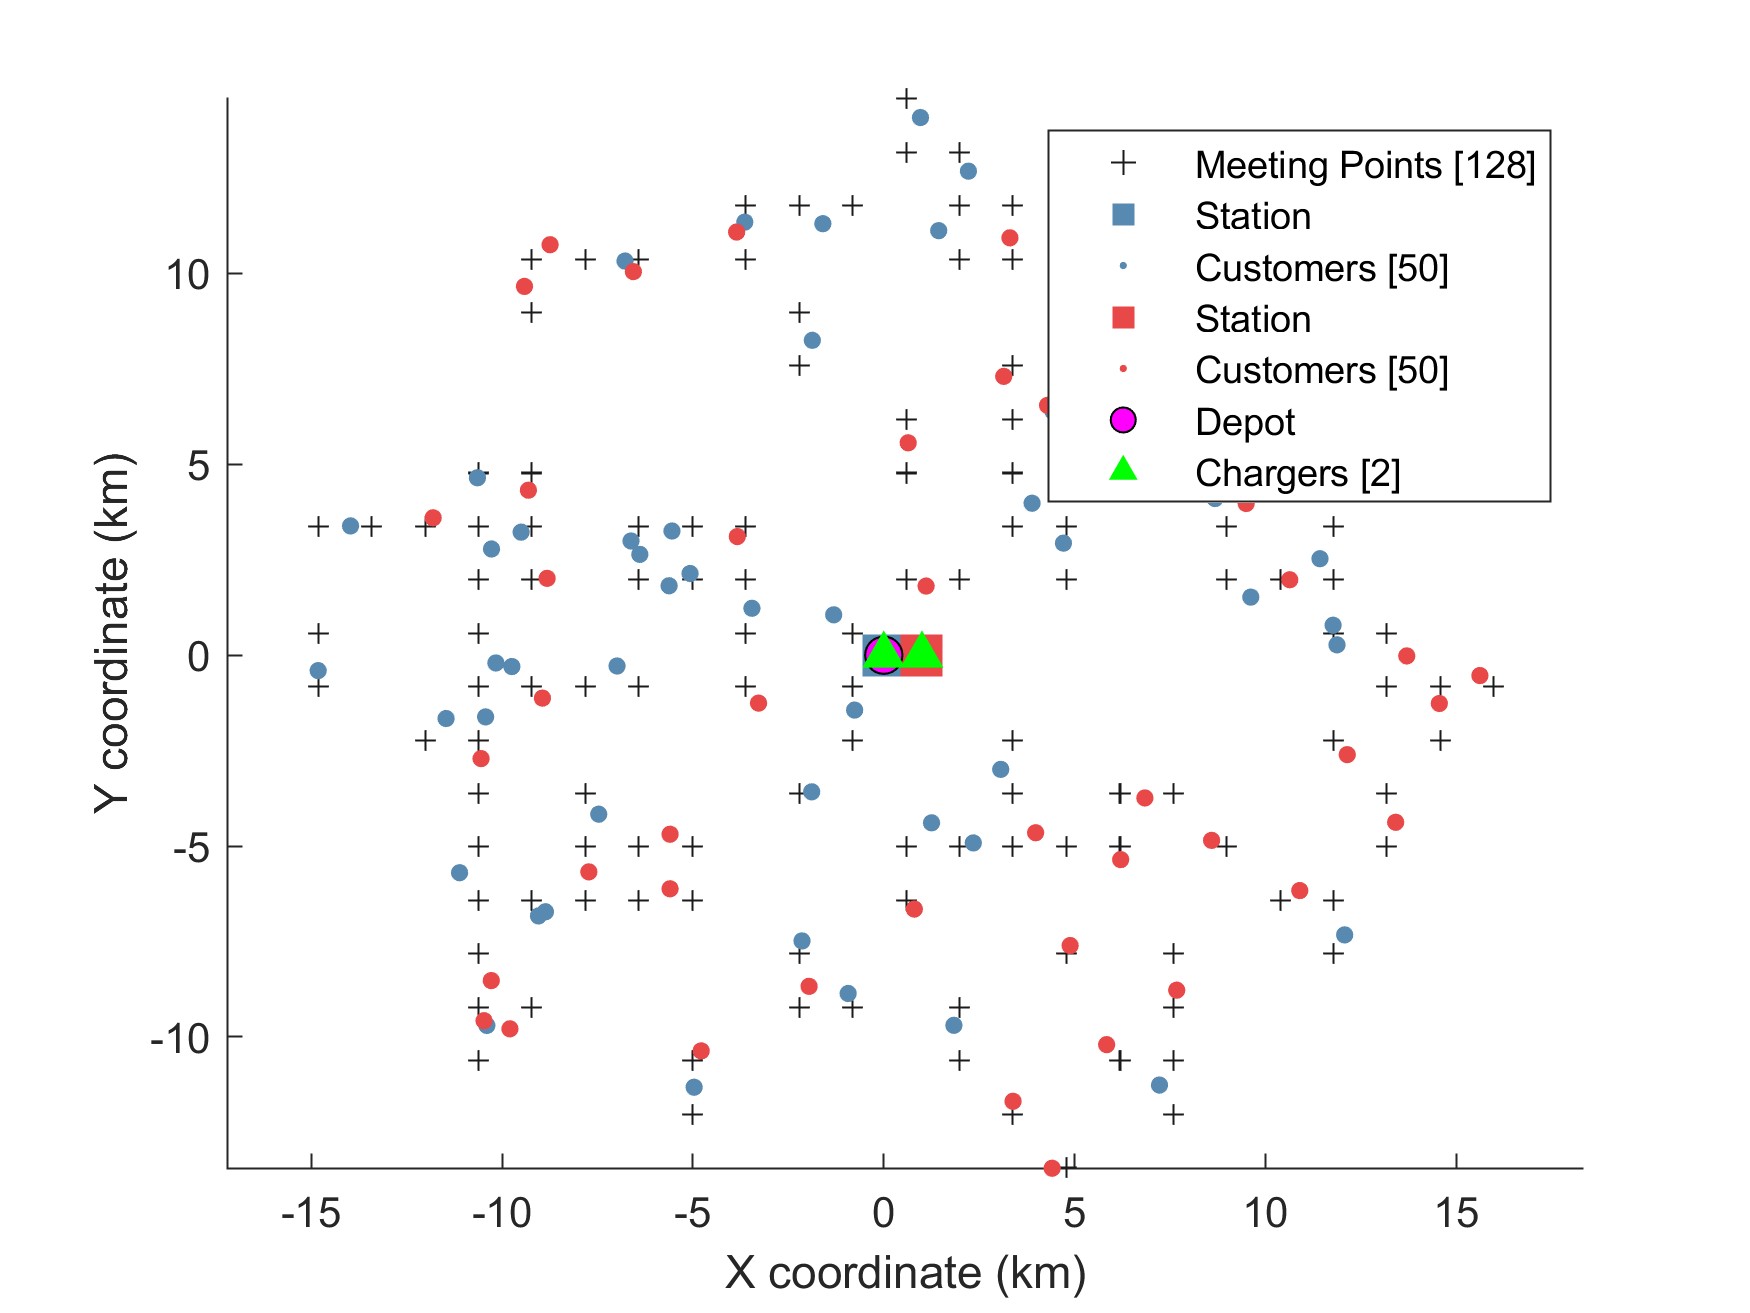 Meeting Points [128]
Station
Customers [50]
Station
Customers [50]
Depot
Chargers [2]
10
5
0
-5
-10
Y coordinate (km)
-15
-10
-5
0
5
10
15
X coordinate (km)